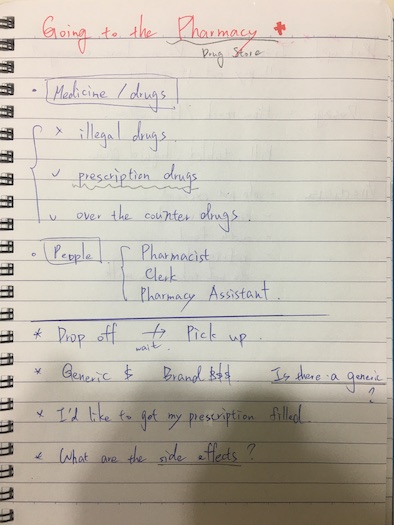 Going to the Pharmacy
Drug Store
• Medicine / drugs
x illegal drugs.
v prescription drugs
v over the counter drugs.
• People
Pharmacist
Clerk
Pharmacy Assistant.
* Drop off → Pick up.
wait.
* Generic $ Brand $$$ Is there a generic
?
* I'd like to get my prescription filled.
* What are the side effects?